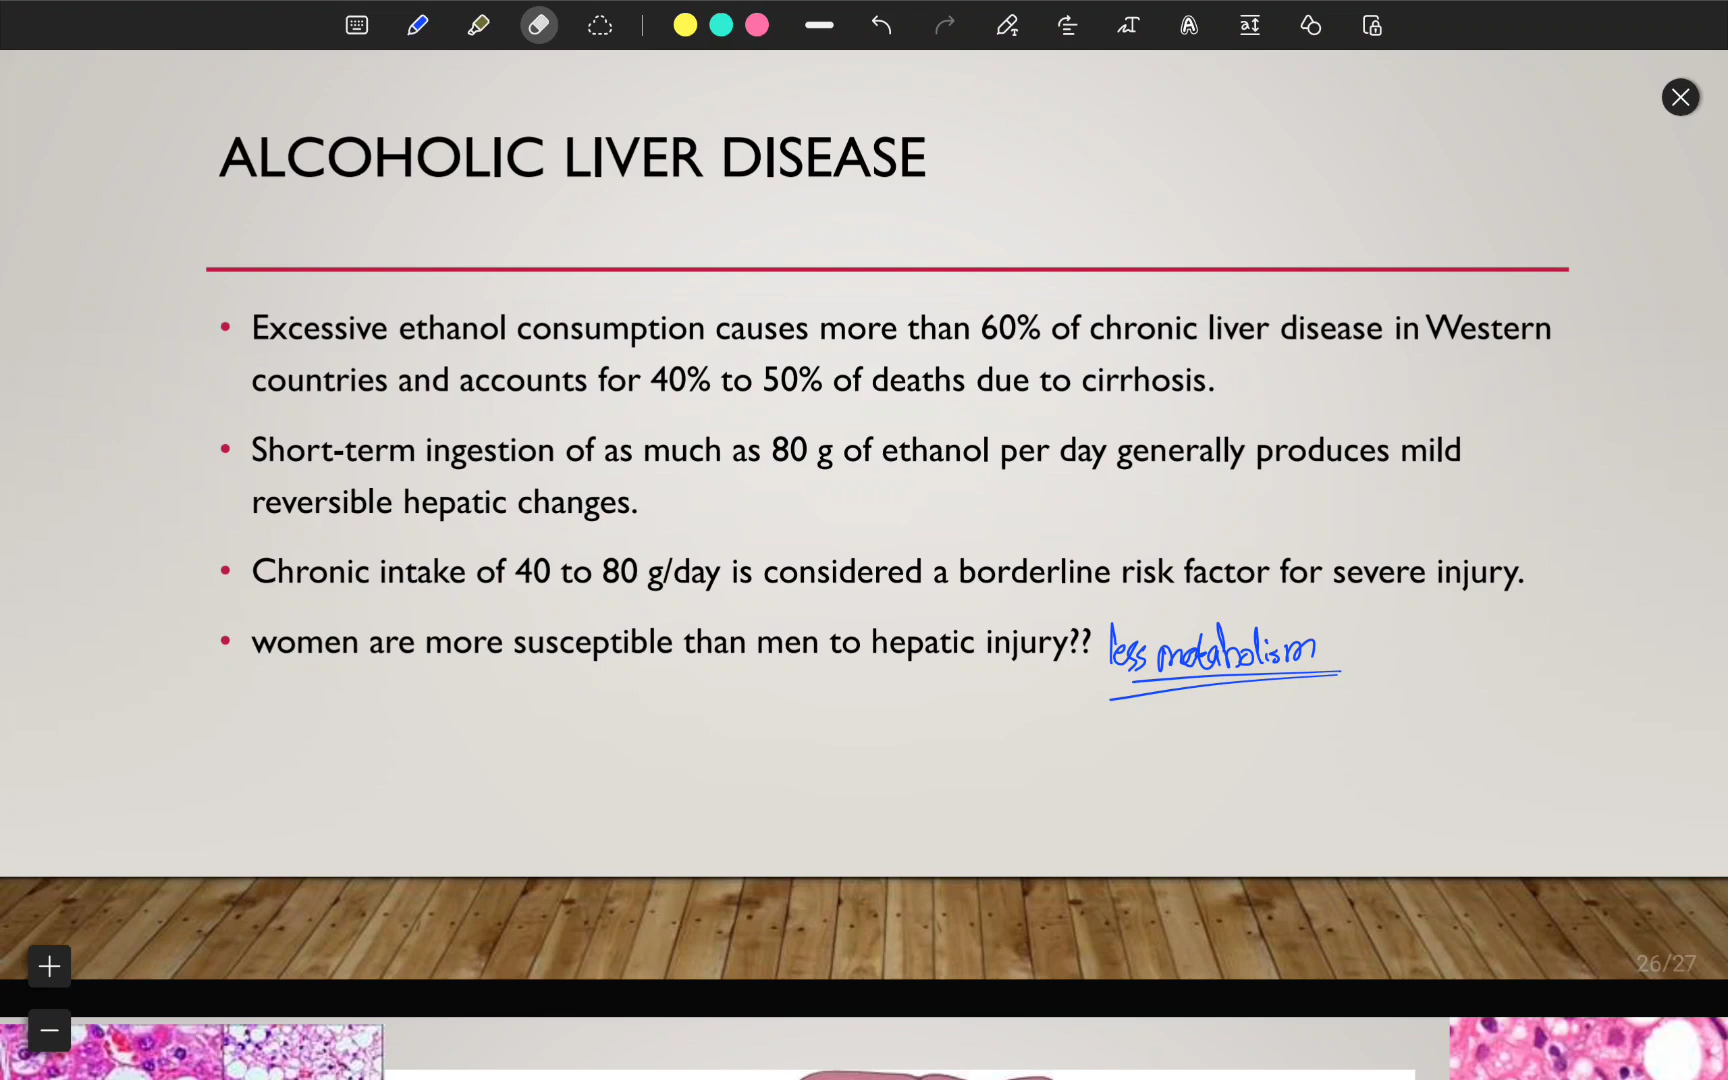 ALCOHOLIC LIVER DISEASE
• Excessive ethanol consumption causes more than 60% of chronic liver disease in Western
countries and accounts for 40% to 50% of deaths due to cirrhosis.
• Short-term ingestion of as much as 80 g of ethanol per day generally produces mild
reversible hepatic changes.
• Chronic intake of 40 to 80 g/day is considered a borderline risk factor for severe injury.
• women are more susceptible than men to hepatic injury?? less metabolism
26/27